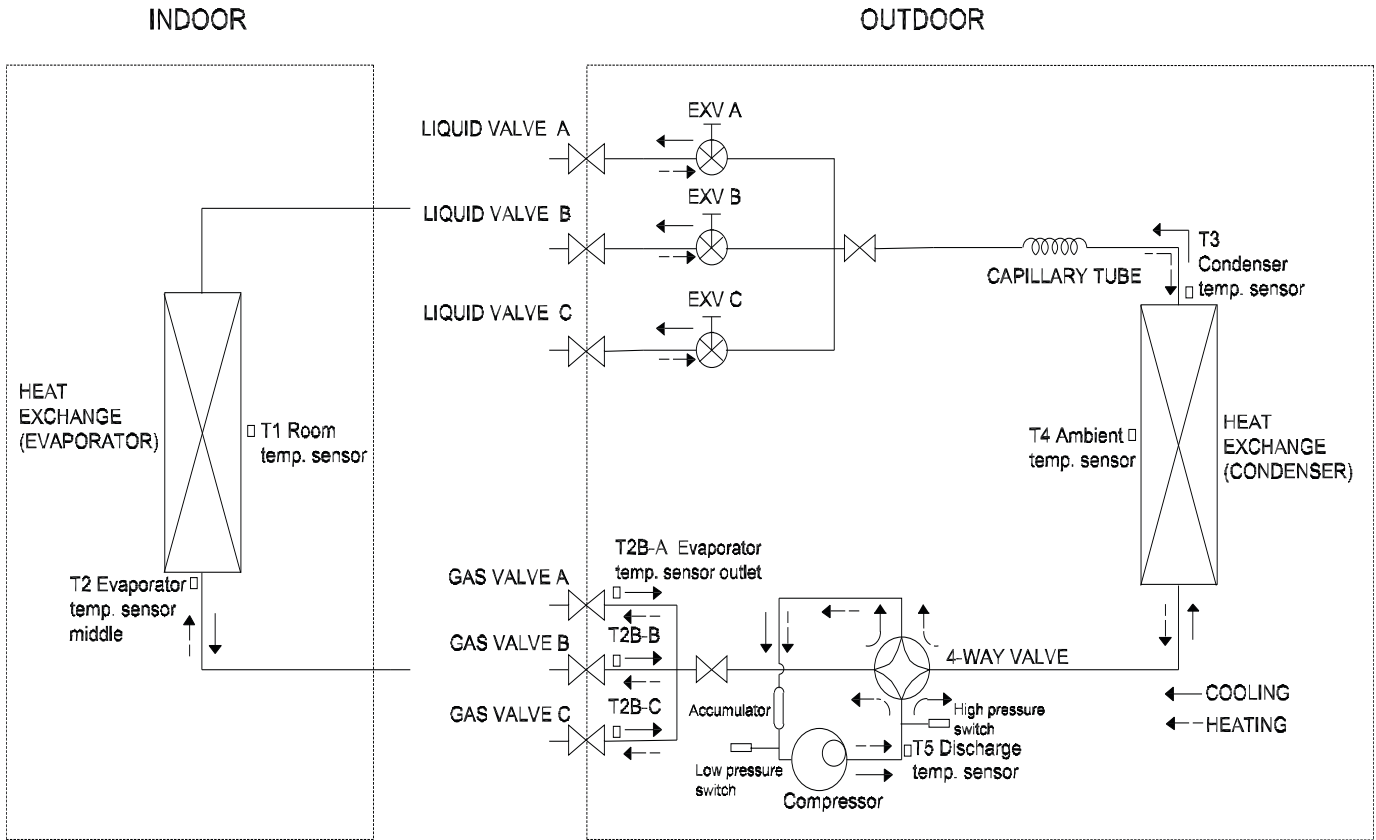 INDOOR
OUTDOOR
EXV A
LIQUID VALVE A
EXV B
LIQUID VALVE B
T3
Condenser
temp. sensor
CAPILLARY TUBE
EXV C
LIQUID VALVE C
HEAT
EXCHANGE
(EVAPORATOR)
T1 Room
temp. sensor
T4 Ambient
temp. sensor
HEAT
EXCHANGE
(CONDENSER)
T2B-A Evaporator
temp. sensor outlet
T2 Evaporator
temp. sensor
middle
GAS VALVE A
GAS VALVE B
T2B-B
4-WAY VALVE
GAS VALVE C
T2B-C
Accumulator
High pressure
switch
COOLING
HEATING
T5 Discharge
temp. sensor
Low pressure
switch
Compressor